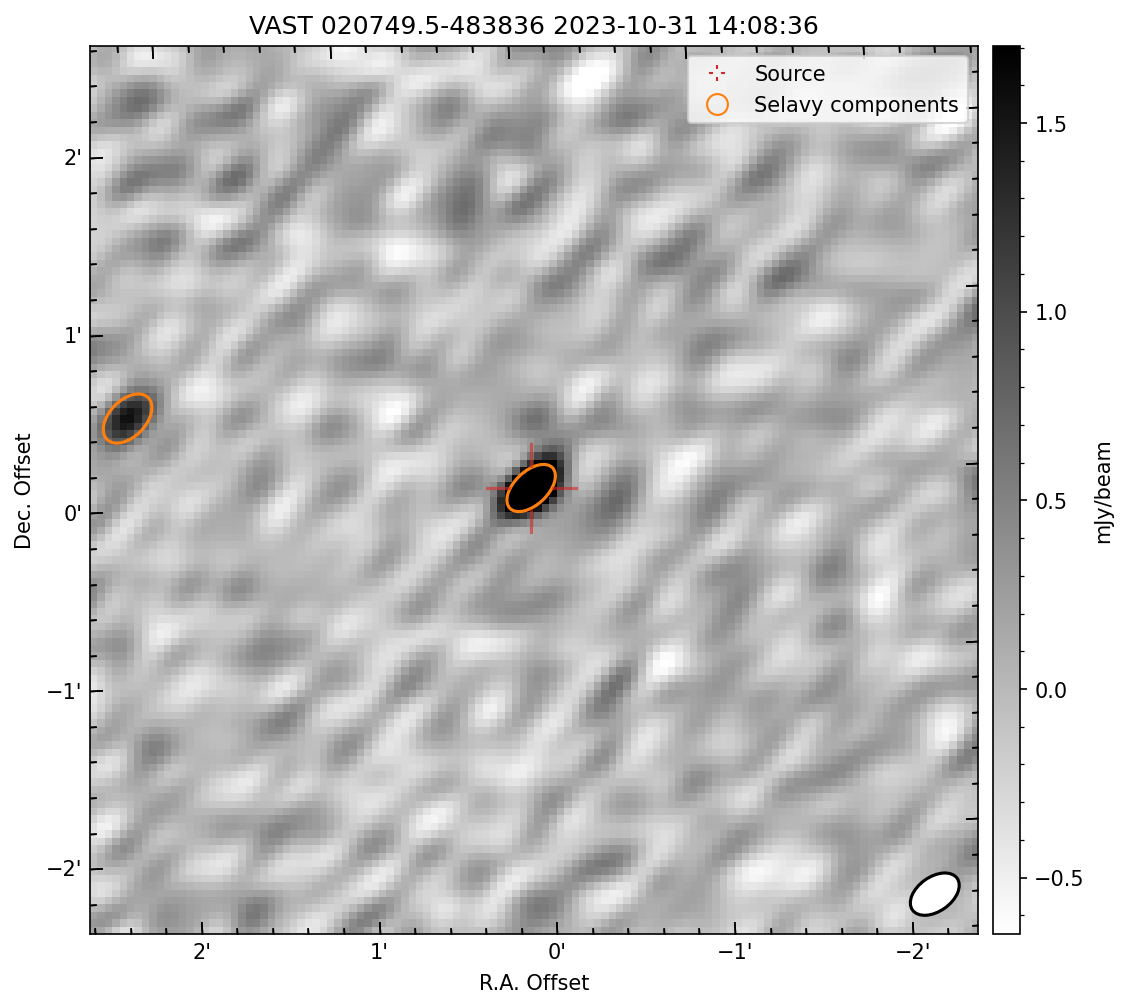 VAST 020749.5-483836 2023-10-31 14:08:36
Source
Selavy components
2'
1'
0'
−1'
−2'
Dec. Offset
2'
1'
0'
−1'
−2'
R.A. Offset
1.5
1.0
0.5
0.0
−0.5
mJy/beam